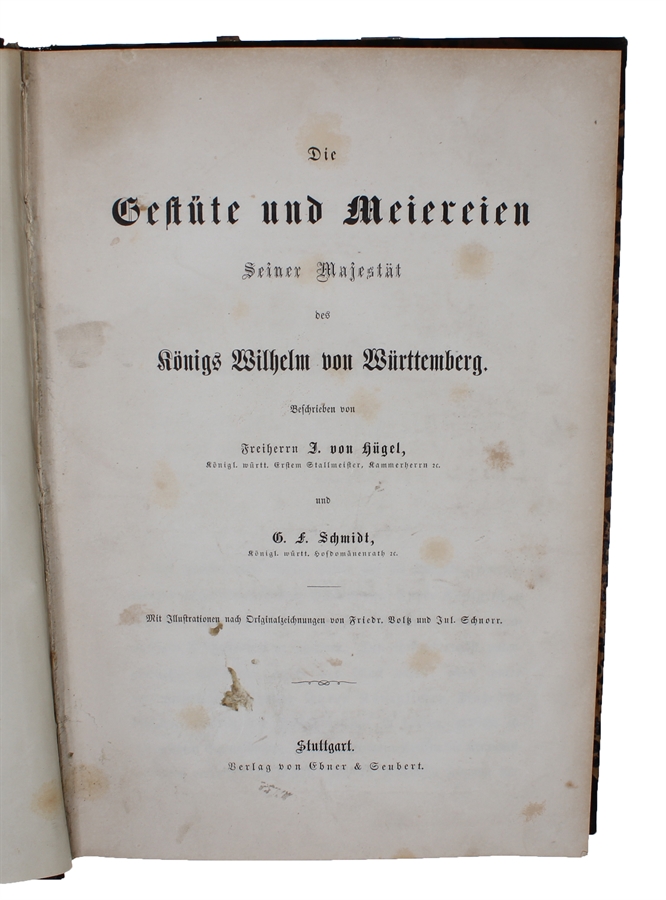 Die
Gestüte und Meiereien
Seiner Majestät
des
Königs Wilhelm von Württemberg.
Beschrieben von
Freiherrn J. von Hügel,
Königl. württ. Erstem Stallmeister, Kammerherrn ꝛc.
und
G. F. Schmidt,
Königl. württ. Hofdomänenrath ꝛc.
Mit Illustrationen nach Originalzeichnungen von Friedr. Voltz und Jul. Schnorr.
Stuttgart.
Verlag von Ebner & Seubert.